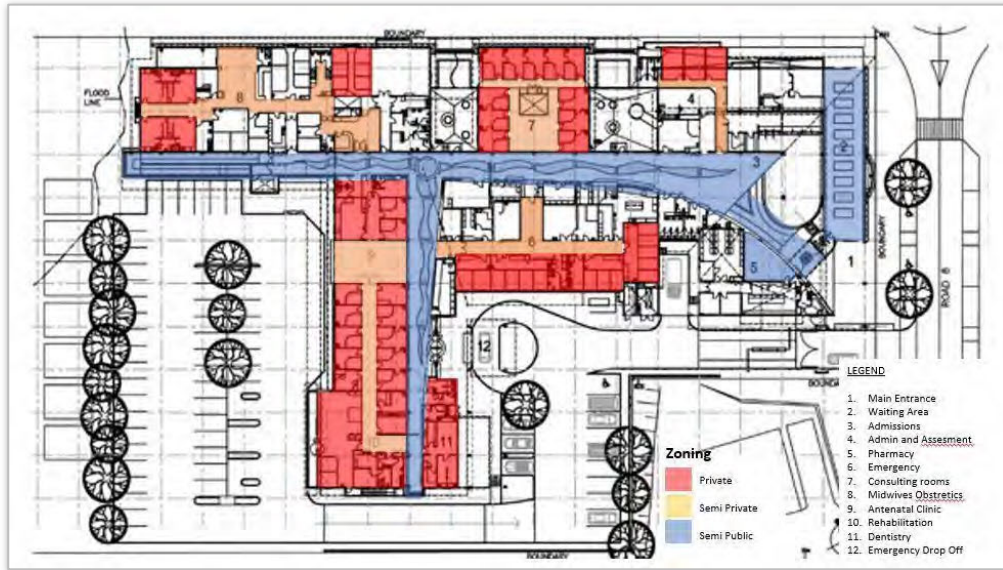 BOUNDARY
FLOOD
LINE
8
4
7
3
2
6
9
5
1
BOUNDARY
ROAD 8
12
10
11
BOUNDARY
BOUNDARY
LEGEND
1. Main Entrance
2. Waiting Area
3. Admissions
4. Admin and Assesment
5. Pharmacy
6. Emergency
7. Consulting rooms
8. Midwives Obstretics
9. Antenatal Clinic
10. Rehabilitation
11. Dentistry
12. Emergency Drop Off
Zoning
Private
Semi Private
Semi Public